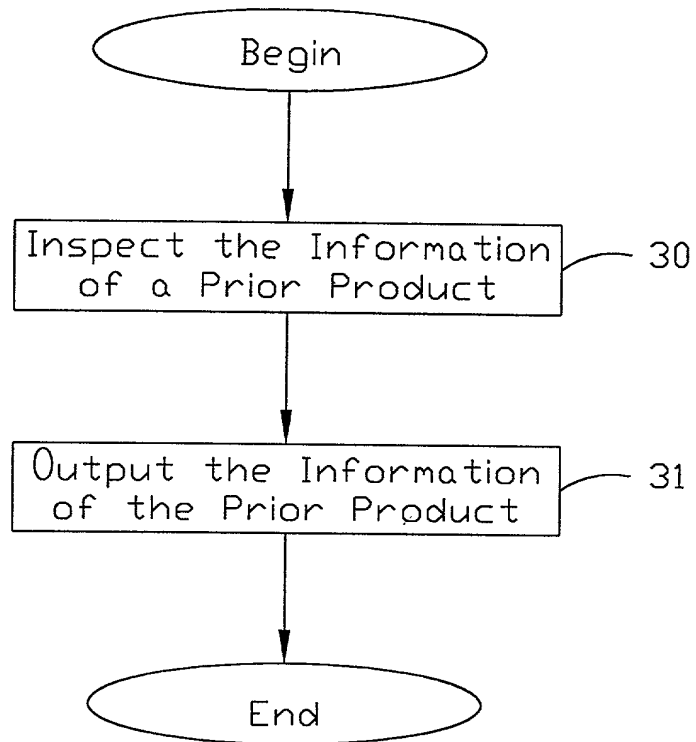 Begin
Inspect the Information
of a Prior Product
30
Output the Information
of the Prior Product
31
End